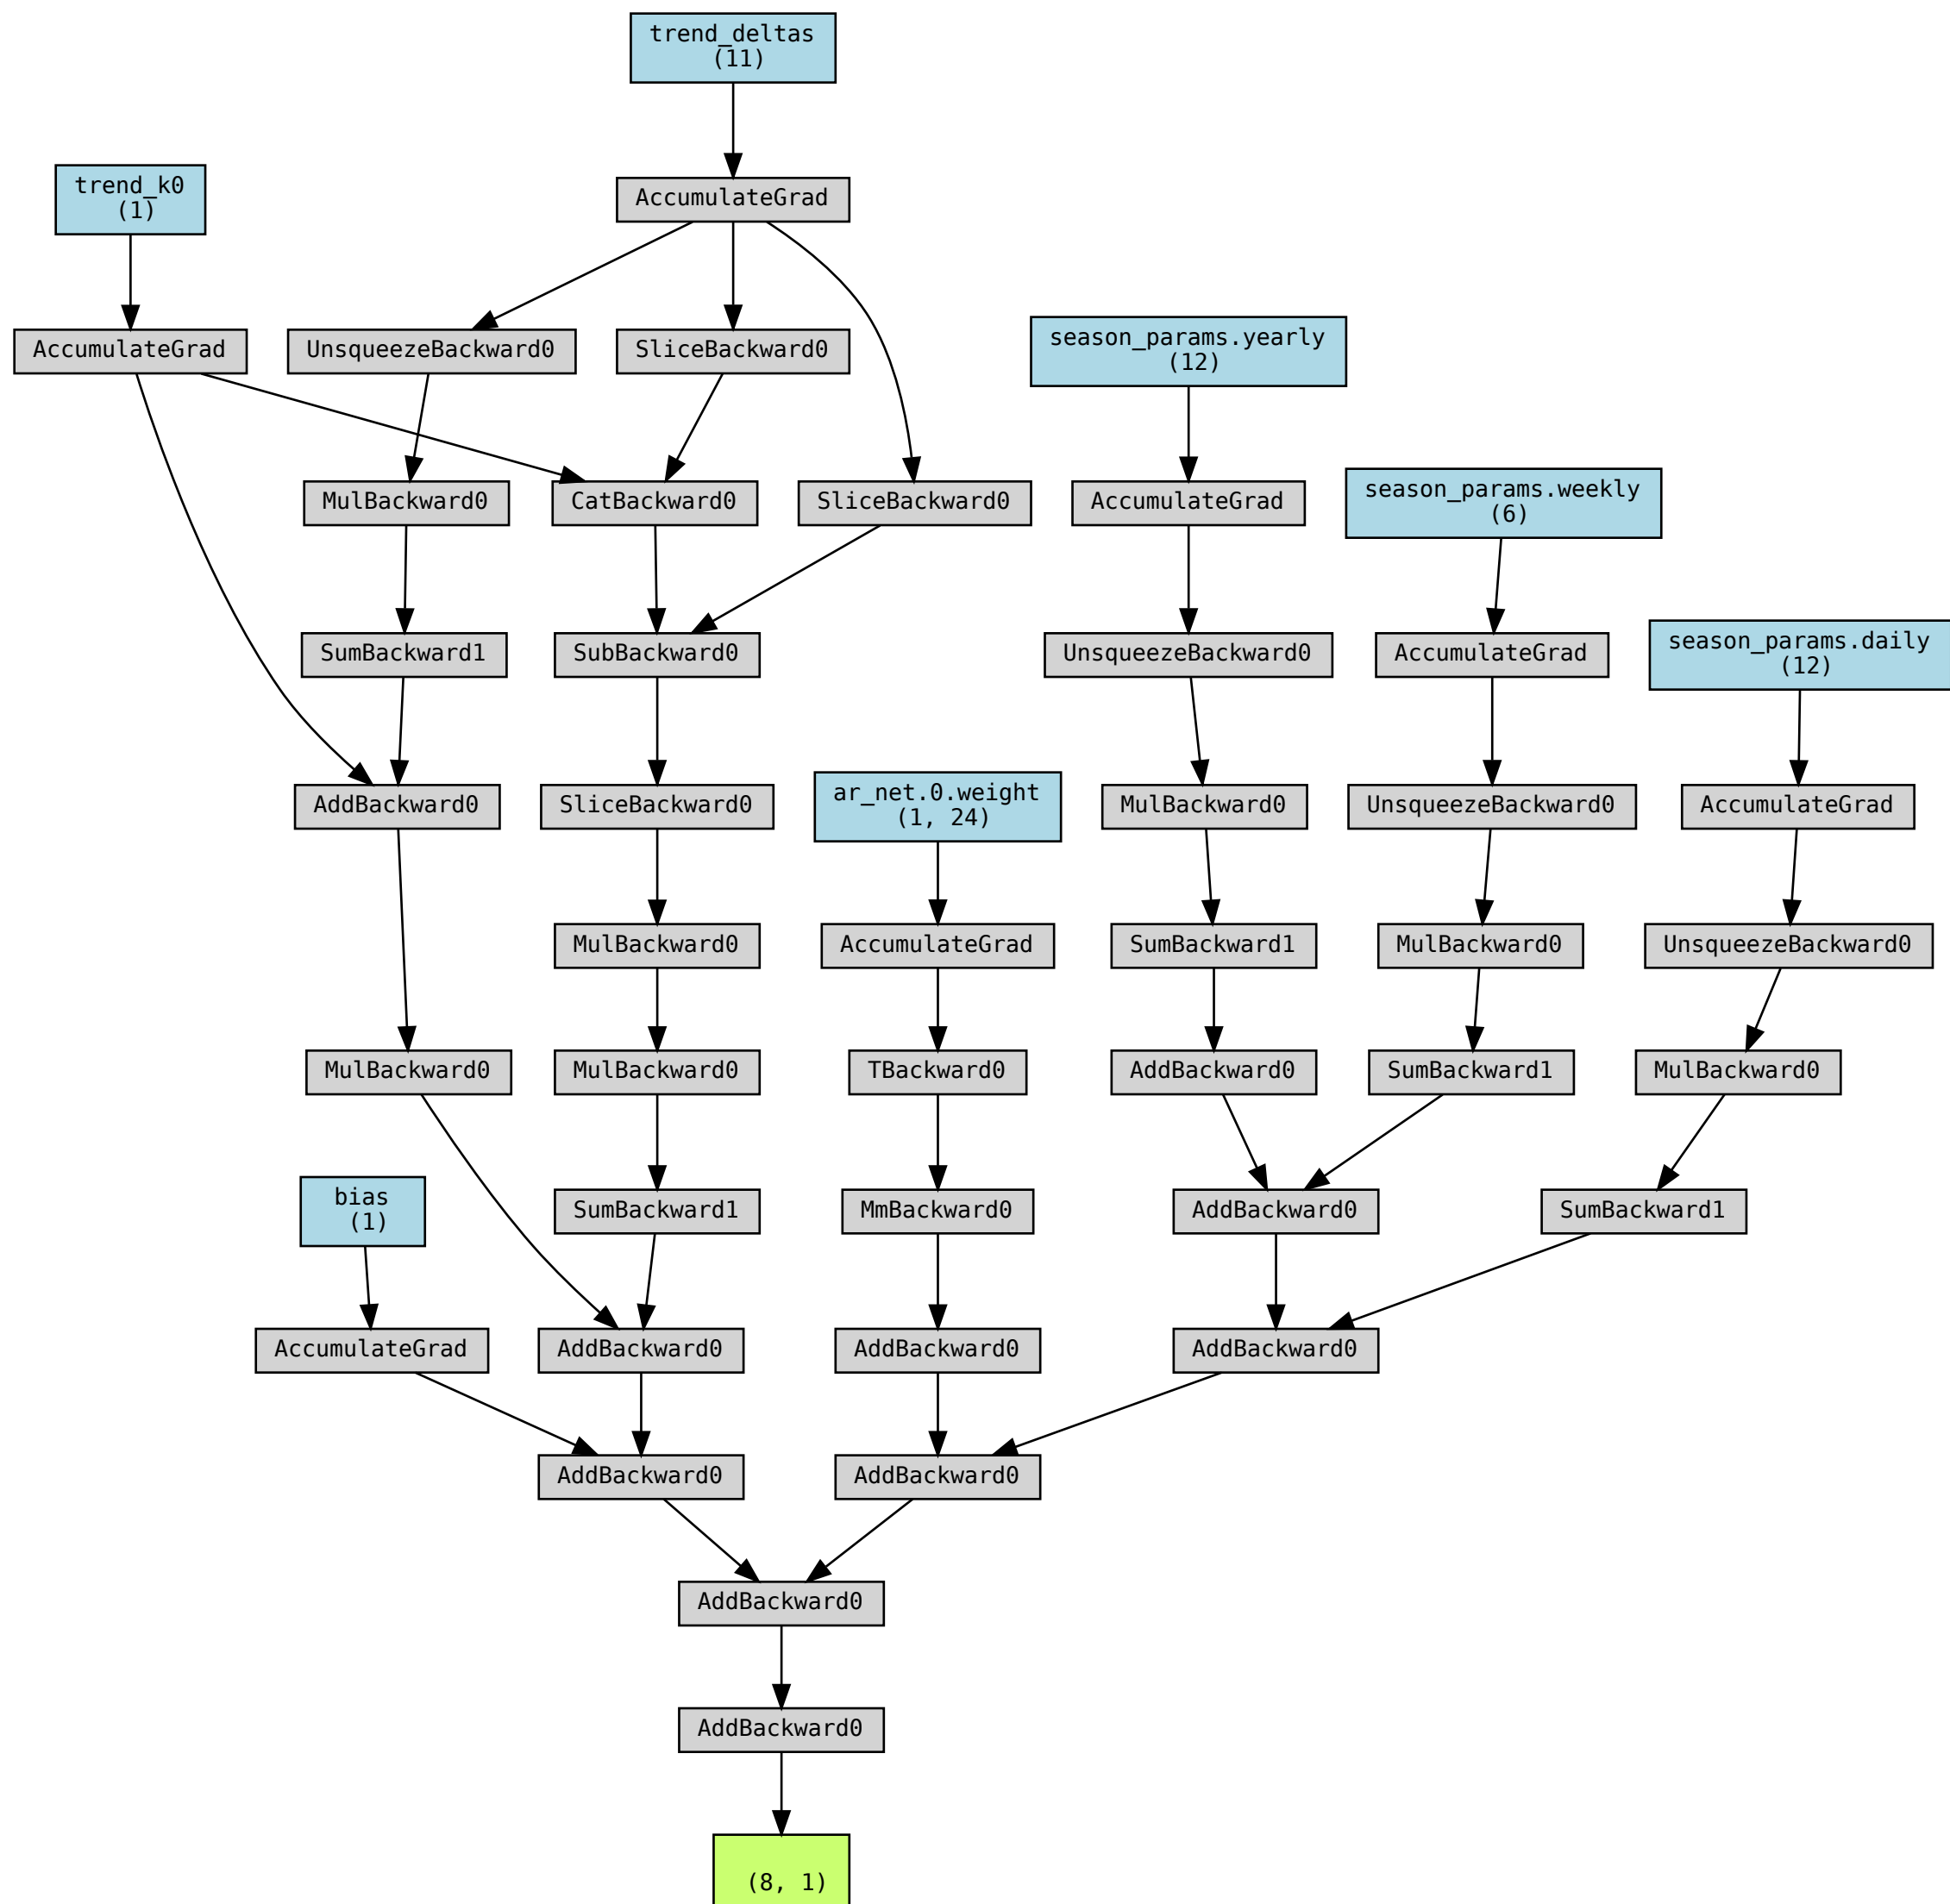 trend_deltas
(11)
trend_k0
(1)
AccumulateGrad
AccumulateGrad
UnsqueezeBackward0
SliceBackward0
season_params.yearly
(12)
MulBackward0
CatBackward0
SliceBackward0
AccumulateGrad
season_params.weekly
(6)
SumBackward1
SubBackward0
UnsqueezeBackward0
AccumulateGrad
season_params.daily
(12)
AddBackward0
SliceBackward0
ar_net.0.weight
(1, 24)
MulBackward0
UnsqueezeBackward0
AccumulateGrad
MulBackward0
AccumulateGrad
SumBackward1
MulBackward0
UnsqueezeBackward0
MulBackward0
MulBackward0
TBackward0
AddBackward0
SumBackward1
MulBackward0
bias
(1)
SumBackward1
MmBackward0
AddBackward0
SumBackward1
AccumulateGrad
AddBackward0
AddBackward0
AddBackward0
AddBackward0
AddBackward0
AddBackward0
AddBackward0
(8, 1)